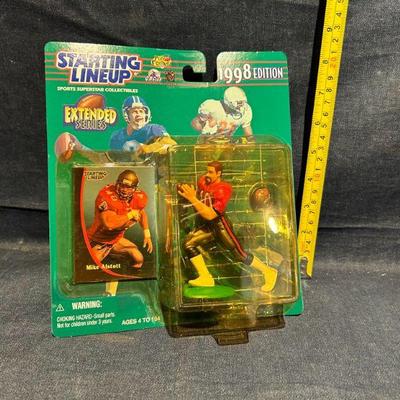 STARTING
LINEUP
1998 EDITION
SPORTS SUPERSTAR COLLECTIBLES
EXTENDED
SERIES
STARTING
LINEUP
Mike Alstott
WARNING:
CHOKING HAZARD-Small parts
Not for children under 3 years.
AGES 4 TO